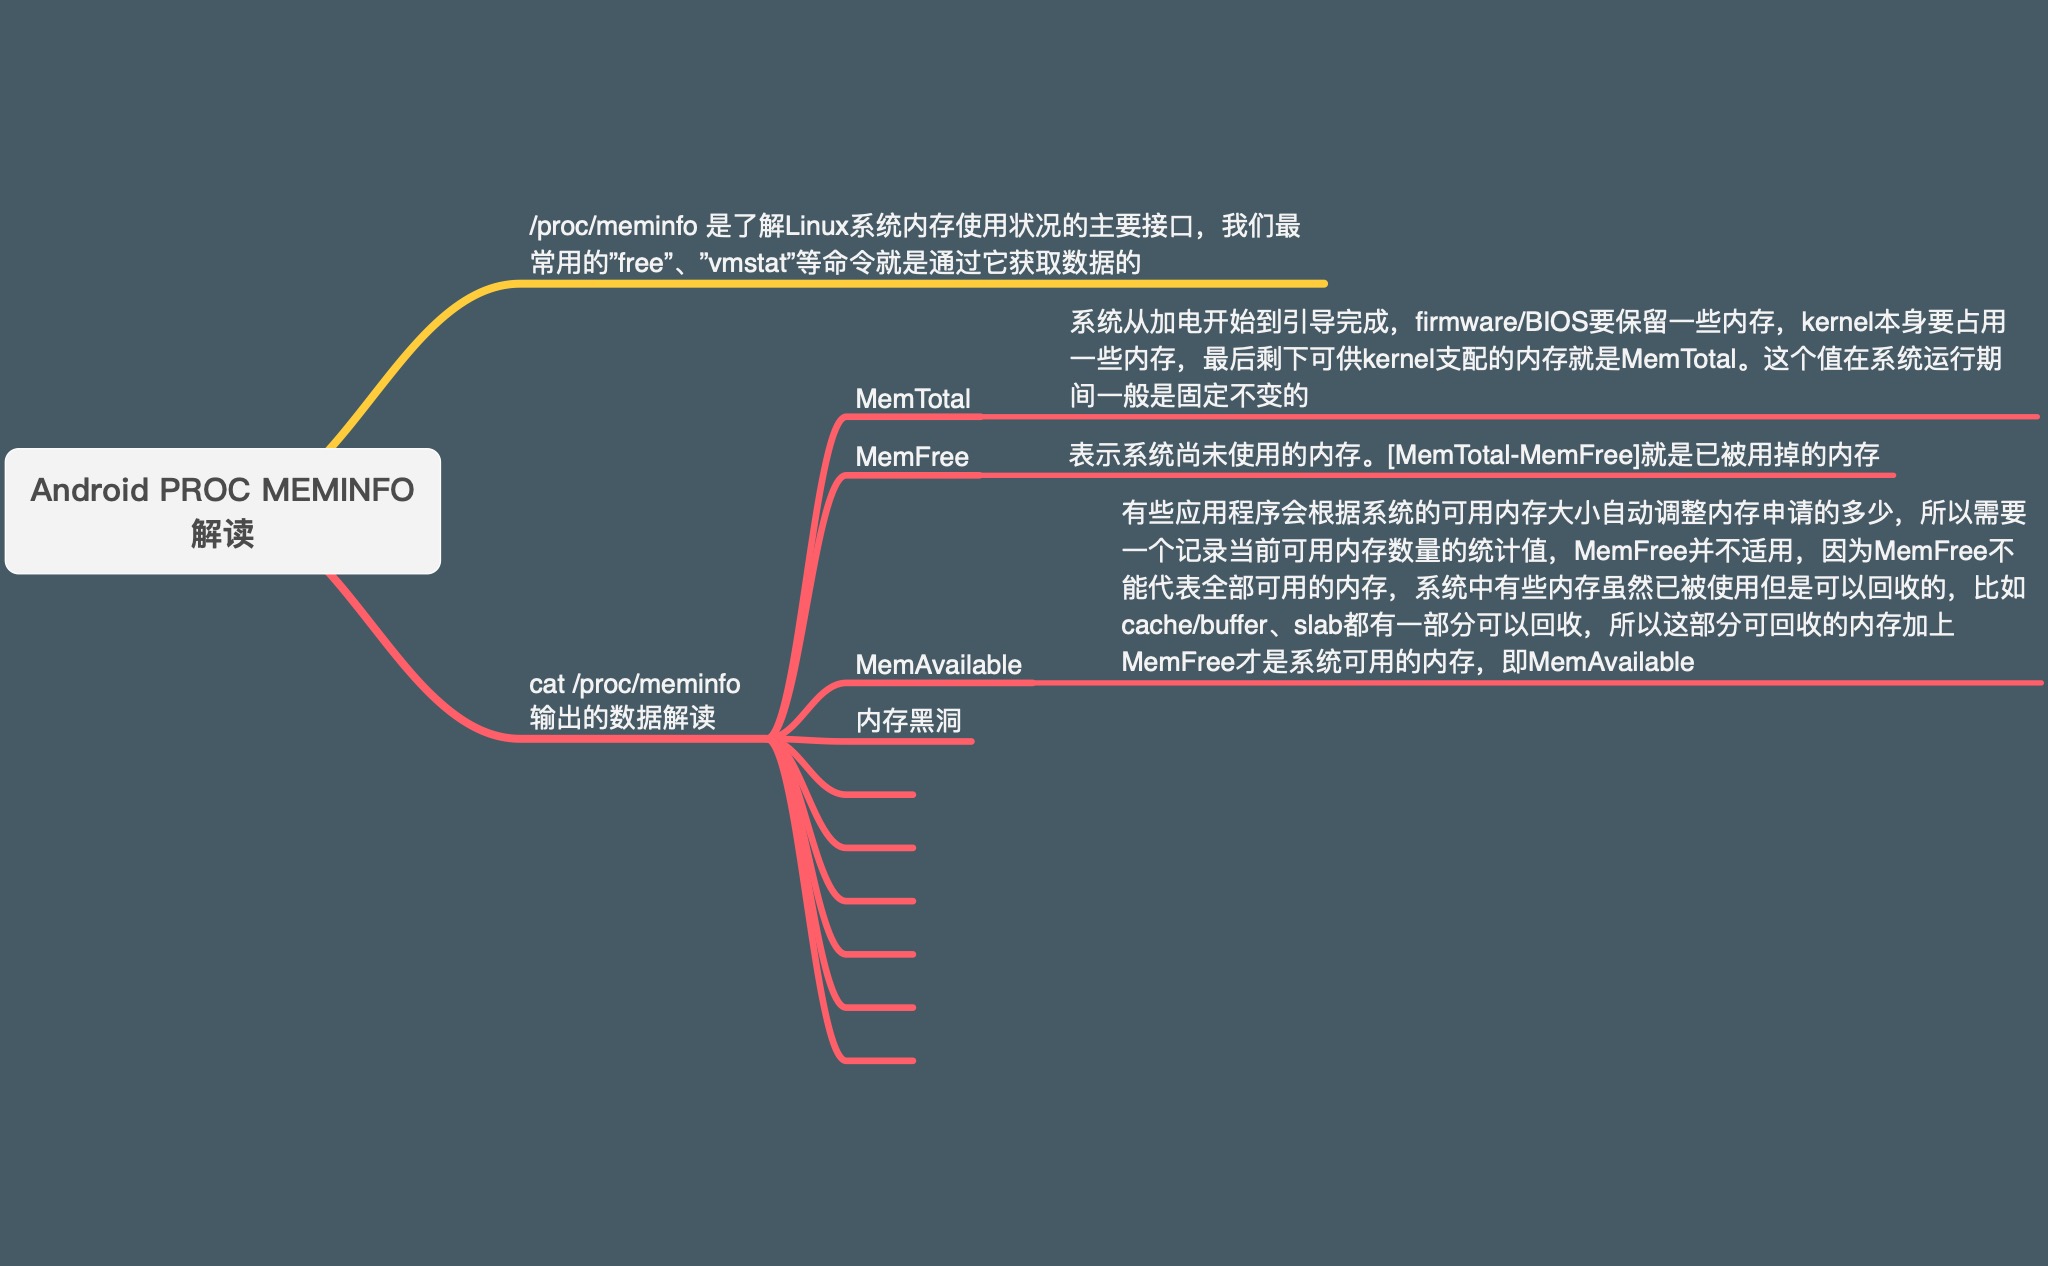 /proc/meminfo 是了解Linux系统内存使用状况的主要接口，我们最
常用的”free”、”vmstat”等命令就是通过它获取数据的
系统从加电开始到引导完成，firmware/BIOS要保留一些内存，kernel本身要占用
一些内存，最后剩下可供kernel支配的内存就是MemTotal。这个值在系统运行期
间一般是固定不变的
MemTotal
MemFree
表示系统尚未使用的内存。[MemTotal-MemFree]就是已被用掉的内存
Android PROC MEMINFO
解读
有些应用程序会根据系统的可用内存大小自动调整内存申请的多少，所以需要
一个记录当前可用内存数量的统计值，MemFree并不适用，因为MemFree不
能代表全部可用的内存，系统中有些内存虽然已被使用但是可以回收的，比如
cache/buffer、slab都有一部分可以回收，所以这部分可回收的内存加上
MemFree才是系统可用的内存，即MemAvailable
MemAvailable
cat /proc/meminfo
输出的数据解读
内存黑洞